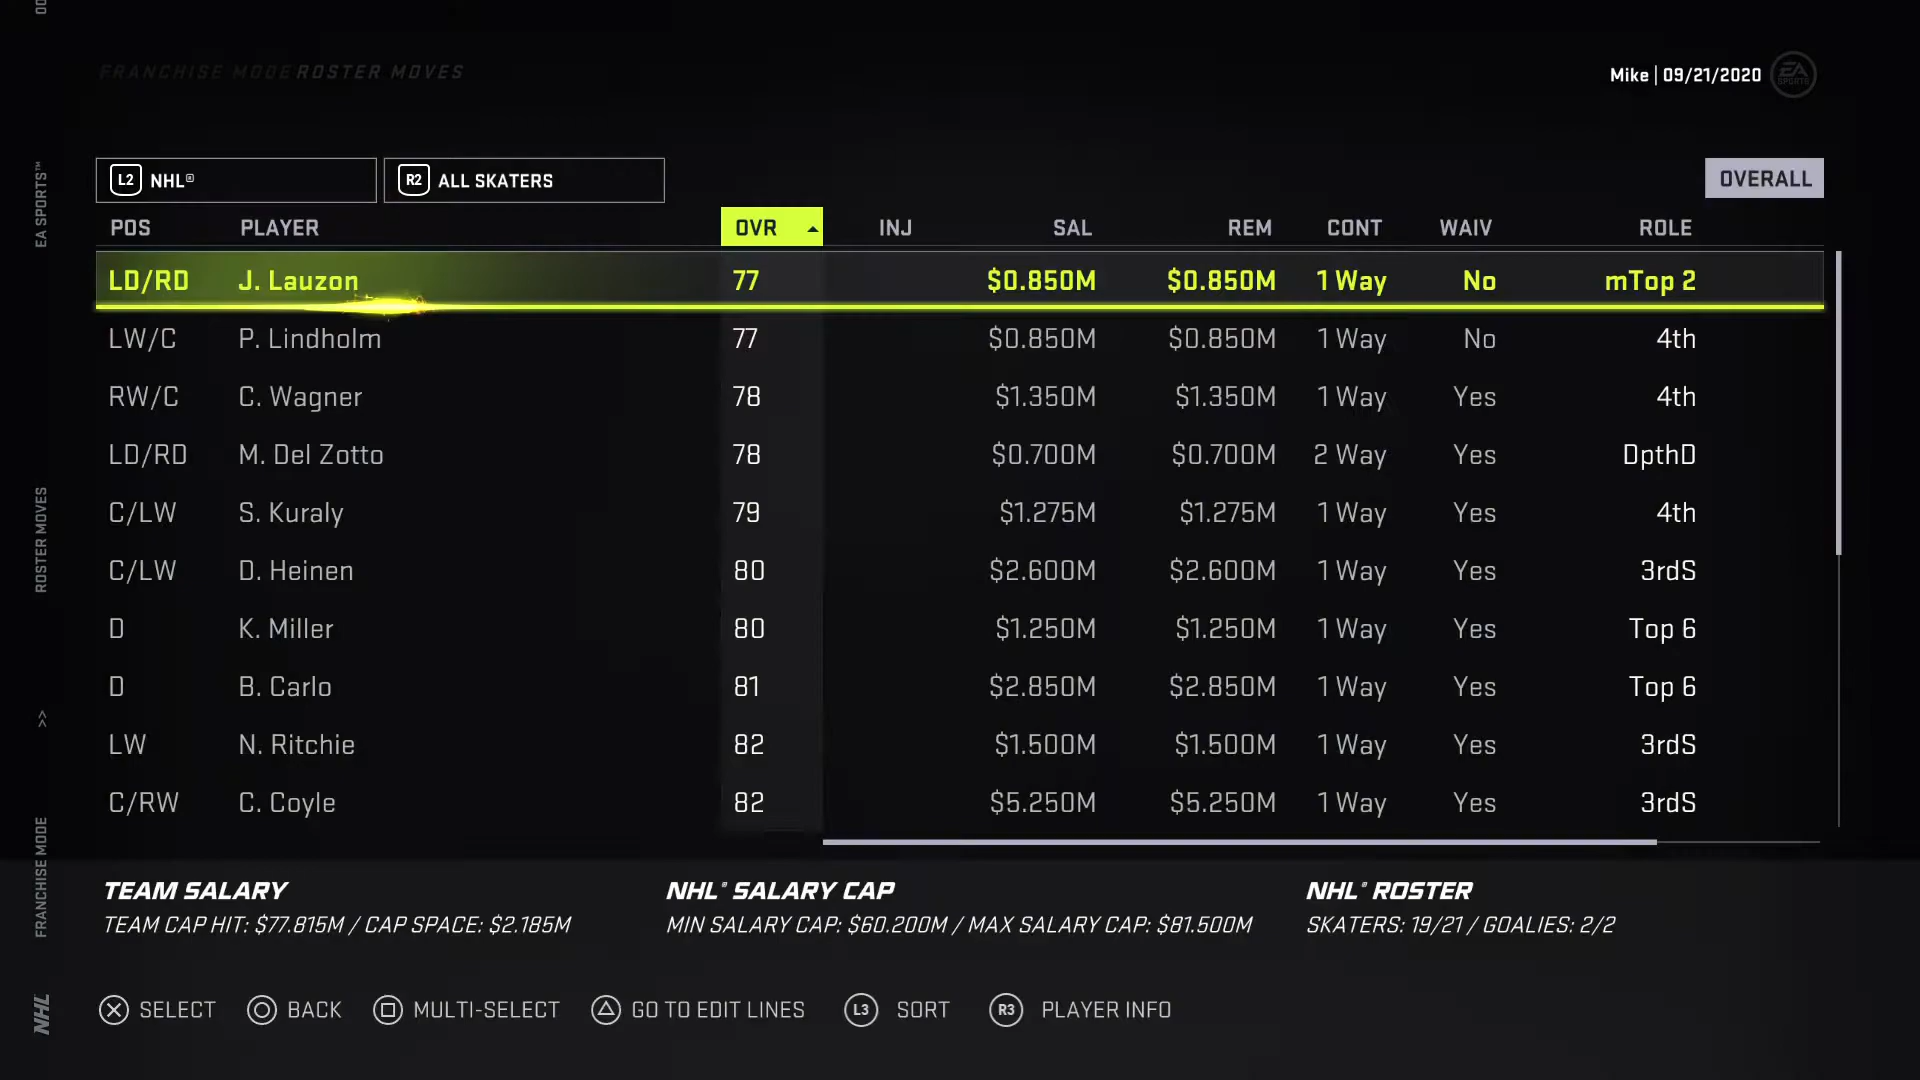 FRANCHISE MODE ROSTER MOVES
Mike | 09/21/2020
EA SPORTS
L2 NHL® R2 ALL SKATERS
OVERALL
POS PLAYER OVR INJ SAL REM CONT WAIV ROLE
LD/RD J. Lauzon 77 $0.850M $0.850M 1 Way No mTop 2
LW/C P. Lindholm 77 $0.850M $0.850M 1 Way No 4th
RW/C C. Wagner 78 $1.350M $1.350M 1 Way Yes 4th
LD/RD M. Del Zotto 78 $0.700M $0.700M 2 Way Yes DpthD
C/LW S. Kuraly 79 $1.275M $1.275M 1 Way Yes 4th
C/LW D. Heinen 80 $2.600M $2.600M 1 Way Yes 3rdS
D K. Miller 80 $1.250M $1.250M 1 Way Yes Top 6
D B. Carlo 81 $2.850M $2.850M 1 Way Yes Top 6
LW N. Ritchie 82 $1.500M $1.500M 1 Way Yes 3rdS
C/RW C. Coyle 82 $5.250M $5.250M 1 Way Yes 3rdS
TEAM SALARY
TEAM CAP HIT: $77.815M / CAP SPACE: $2.185M
NHL® SALARY CAP
MIN SALARY CAP: $60.200M / MAX SALARY CAP: $81.500M
NHL® ROSTER
SKATERS: 19/21 / GOALIES: 2/2
SELECT BACK MULTI-SELECT GO TO EDIT LINES L3 SORT R3 PLAYER INFO
NHL FRANCHISE MODE >> ROSTER MOVES EA SPORTS™